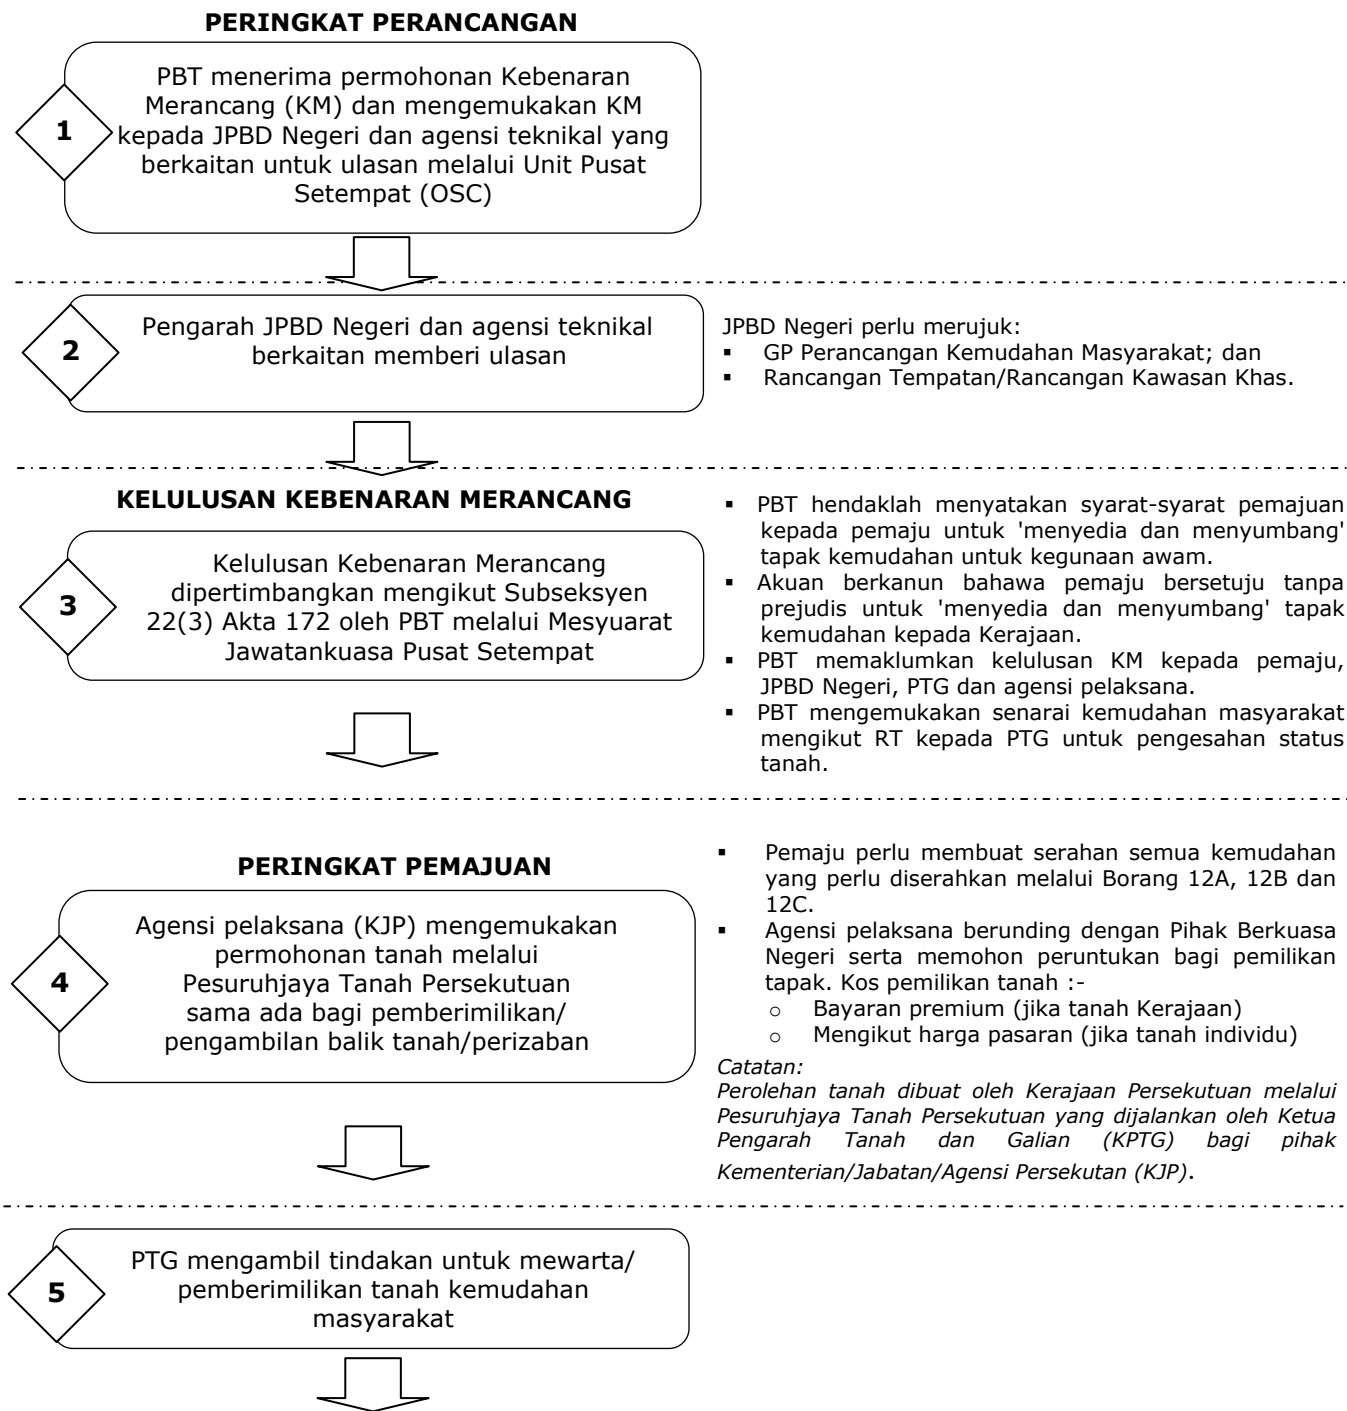 PERINGKAT PERANCANGAN
1
PBT menerima permohonan Kebenaran
Merancang (KM) dan mengemukakan KM
kepada JPBD Negeri dan agensi teknikal yang
berkaitan untuk ulasan melalui Unit Pusat
Setempat (OSC)
2
Pengarah JPBD Negeri dan agensi teknikal
berkaitan memberi ulasan
JPBD Negeri perlu merujuk:
▪ GP Perancangan Kemudahan Masyarakat; dan
▪ Rancangan Tempatan/Rancangan Kawasan Khas.
KELULUSAN KEBENARAN MERANCANG
3
Kelulusan Kebenaran Merancang
dipertimbangkan mengikut Subseksyen
22(3) Akta 172 oleh PBT melalui Mesyuarat
Jawatankuasa Pusat Setempat
▪ PBT hendaklah menyatakan syarat-syarat pemajuan
kepada pemaju untuk 'menyedia dan menyumbang'
tapak kemudahan untuk kegunaan awam.
▪ Akuan berkanun bahawa pemaju bersetuju tanpa
prejudis untuk 'menyedia dan menyumbang' tapak
kemudahan kepada Kerajaan.
▪ PBT memaklumkan kelulusan KM kepada pemaju,
JPBD Negeri, PTG dan agensi pelaksana.
▪ PBT mengemukakan senarai kemudahan masyarakat
mengikut RT kepada PTG untuk pengesahan status
tanah.
PERINGKAT PEMAJUAN
4
Agensi pelaksana (KJP) mengemukakan
permohonan tanah melalui
Pesuruhjaya Tanah Persekutuan
sama ada bagi pemberimilikan/
pengambilan balik tanah/perizaban
▪ Pemaju perlu membuat serahan semua kemudahan
yang perlu diserahkan melalui Borang 12A, 12B dan
12C.
▪ Agensi pelaksana berunding dengan Pihak Berkuasa
Negeri serta memohon peruntukan bagi pemilikan
tapak. Kos pemilikan tanah :-
o Bayaran premium (jika tanah Kerajaan)
o Mengikut harga pasaran (jika tanah individu)
Catatan:
Perolehan tanah dibuat oleh Kerajaan Persekutuan melalui
Pesuruhjaya Tanah Persekutuan yang dijalankan oleh Ketua
Pengarah Tanah dan Galian (KPTG) bagi pihak
Kementerian/Jabatan/Agensi Persekutan (KJP).
5
PTG mengambil tindakan untuk mewarta/
pemberimilikan tanah kemudahan
masyarakat